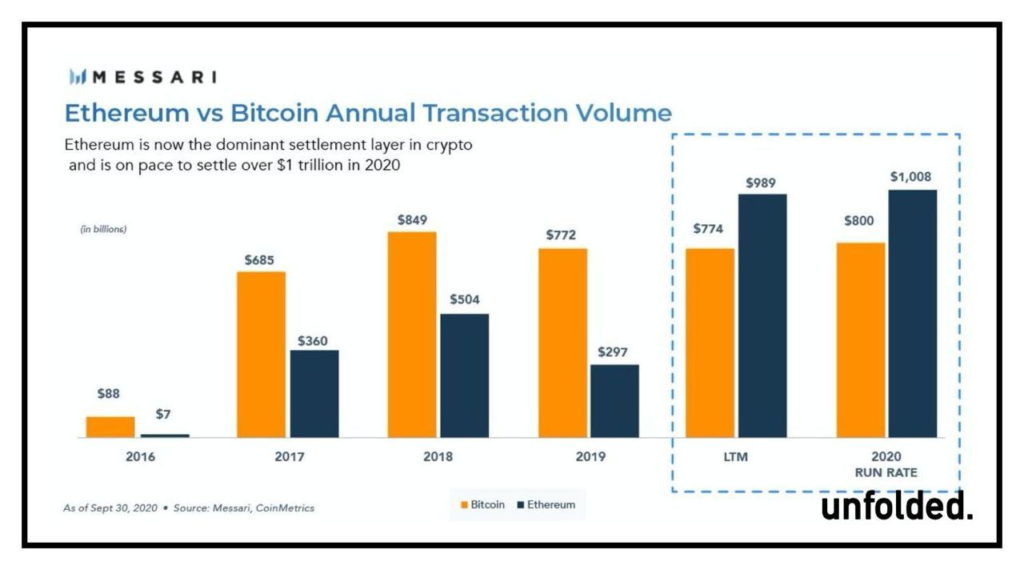 MESSARI
Ethereum vs Bitcoin Annual Transaction Volume
Ethereum is now the dominant settlement layer in crypto
and is on pace to settle over $1 trillion in 2020
(in billions)
$88
$7
$685
$360
$849
$504
$772
$297
$774
$989
$800
$1,008
2016
2017
2018
2019
LTM
2020
RUN RATE
As of Sept 30, 2020 • Source: Messari, CoinMetrics
Bitcoin
Ethereum
unfolded.